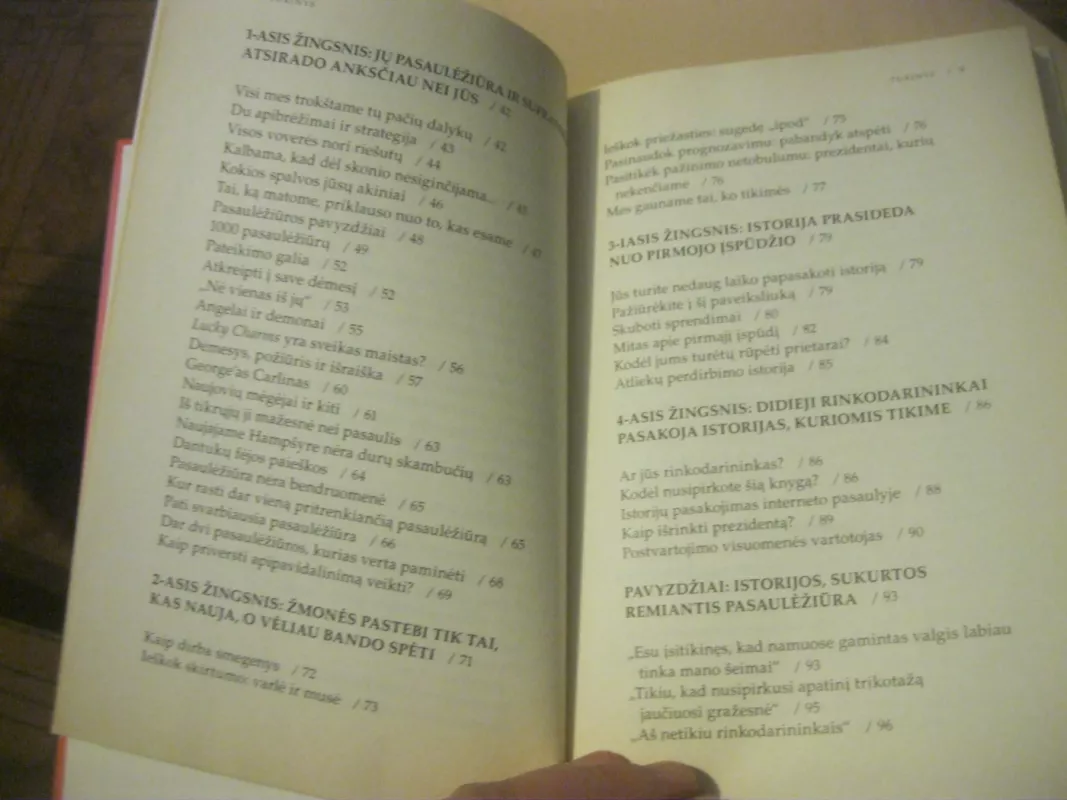 TURINYS
1-ASIS ŽINGSNIS: JŲ PASAULĖŽIŪRA IR
ATSIRADO ANKSČIAU NEI JŪS / 42
Visi mes trokštame tų pačių dalykų / 42
Du apibrėžimai ir strategija / 43
Visos voverės nori riešutų / 44
Kalbama, kad dėl skonio nesiginčijama... / 45
Kokios spalvos jūsų akiniai / 46
Tai, ką matome, priklauso nuo to, kas esame / 47
Pasaulėžiūros pavyzdžiai / 48
1000 pasaulėžiūrų / 49
Pateikimo galia / 52
Atkreipti į save dėmesį / 52
„Nė vienas iš jų“ / 53
Angelai ir demonai / 55
Lucky Charms yra sveikas maistas? / 56
Dėmesys, požiūris ir išraiška / 57
George'as Carlinas / 60
Naujovių mėgėjai ir kiti / 61
Iš tikrųjų ji mažesnė nei pasaulis / 63
Naujajame Hampšyre nėra durų skambučių / 63
Dantukų fėjos paieškos / 64
Pasaulėžiūra nėra bendruomenė / 65
Kur rasti dar vieną pritrenkiančią pasaulėžiūrą / 65
Pati svarbiausia pasaulėžiūra / 66
Dar dvi pasaulėžiūros, kurias verta paminėti / 68
Kaip priversti apipavidalinimą veikti? / 69
2-ASIS ŽINGSNIS: ŽMONĖS PASTEBI TIK TAI,
KAS NAUJA, O VĖLIAU BANDO SPĖTI / 71
Kaip dirba smegenys / 72
Ieškok skirtumo: varlė ir musė / 73
TURINYS / 9
Ieškok priežasties: sugedę „ipod“ / 75
Pasinaudok prognozavimu: pabandyk atspėti / 76
Pasitikėk pažinimo netobulumu: prezidentai, kurių
nekenčiame / 76
Mes gauname tai, ko tikimės / 77
3-IASIS ŽINGSNIS: ISTORIJA PRASIDEDA
NUO PIRMOJO ĮSPŪDŽIO / 79
Jūs turite nedaug laiko papasakoti istoriją / 79
Pažiūrėkite į šį paveiksliuką / 79
Skuboti sprendimai / 80
Mitas apie pirmąjį įspūdį / 82
Kodėl jums turėtų rūpėti prietarai? / 84
Atliekų perdirbimo istorija / 85
4-ASIS ŽINGSNIS: DIDIEJI RINKODARININKAI
PASAKOJA ISTORIJAS, KURIOMIS TIKIME / 86
Ar jūs rinkodarininkas? / 86
Kodėl nusipirkote šią knygą? / 86
Istorijų pasakojimas interneto pasaulyje / 88
Kaip išrinkti prezidentą? / 89
Postvartojimo visuomenės vartotojas / 90
PAVYZDŽIAI: ISTORIJOS, SUKURTOS
REMIANTIS PASAULĖŽIŪRA / 93
„Esu įsitikinęs, kad namuose gamintas valgis labiau
tinka mano šeimai“ / 93
„Tikiu, kad nusipirkusi apatinį trikotažą
jaučiuosi gražesnė“ / 95
„Aš netikiu rinkodarininkais“ / 96